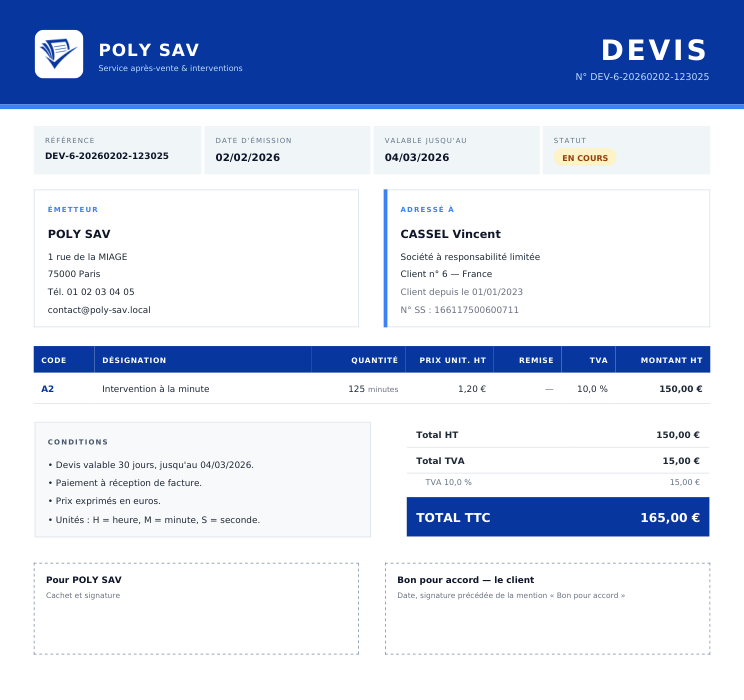 POLY SAV
Service après-vente & interventions
DEVIS
N° DEV-6-20260202-123025
RÉFÉRENCE
DEV-6-20260202-123025
DATE D'ÉMISSION
02/02/2026
VALABLE JUSQU'AU
04/03/2026
STATUT
EN COURS
ÉMETTEUR
POLY SAV
1 rue de la MIAGE
75000 Paris
Tél. 01 02 03 04 05
contact@poly-sav.local
ADRESSÉ À
CASSEL Vincent
Société à responsabilité limitée
Client n° 6 — France
Client depuis le 01/01/2023
N° SS : 166117500600711
CODE DÉSIGNATION QUANTITÉ PRIX UNIT. HT REMISE TVA MONTANT HT
A2 Intervention à la minute 125 minutes 1,20 € — 10,0 % 150,00 €
CONDITIONS
• Devis valable 30 jours, jusqu'au 04/03/2026.
• Paiement à réception de facture.
• Prix exprimés en euros.
• Unités : H = heure, M = minute, S = seconde.
Total HT 150,00 €
Total TVA 15,00 €
TVA 10,0 % 15,00 €
TOTAL TTC 165,00 €
Pour POLY SAV
Cachet et signature
Bon pour accord — le client
Date, signature précédée de la mention « Bon pour accord »